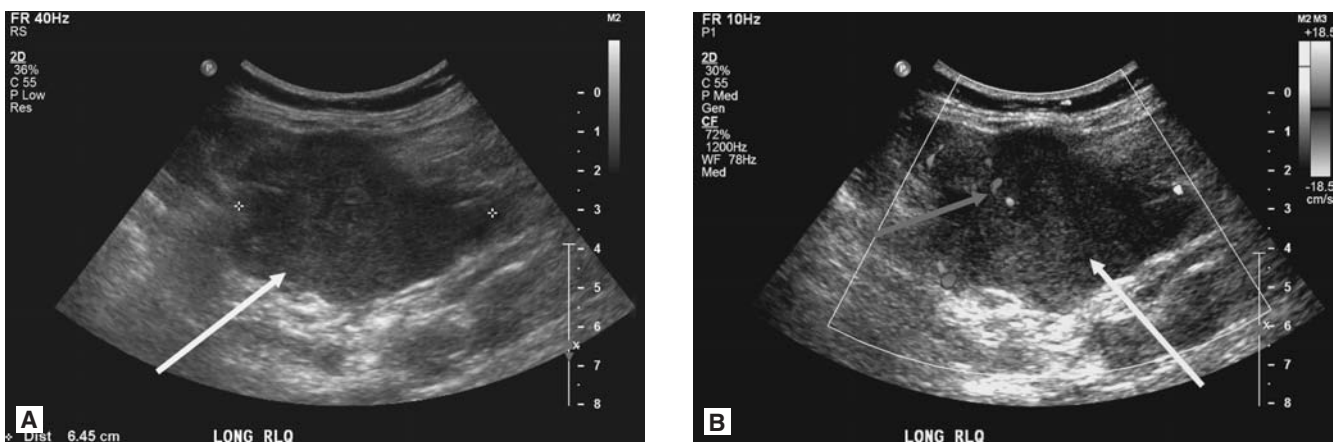 FR 40Hz
RS
2D
36%
C 55
P Low
Res
M2
P
0
1
2
3
4
5
6
7
8
x
A
Dist 6.45 cm
LONG RLQ
FR 10Hz
P1
2D
30%
C 55
P Med
Gen
CF
72%
1200Hz
WF 78Hz
Med
M2 M3
+18.5
-18.5
cm/s
P
0
1
2
3
4
5
6
7
8
x
B
LONG RLQ